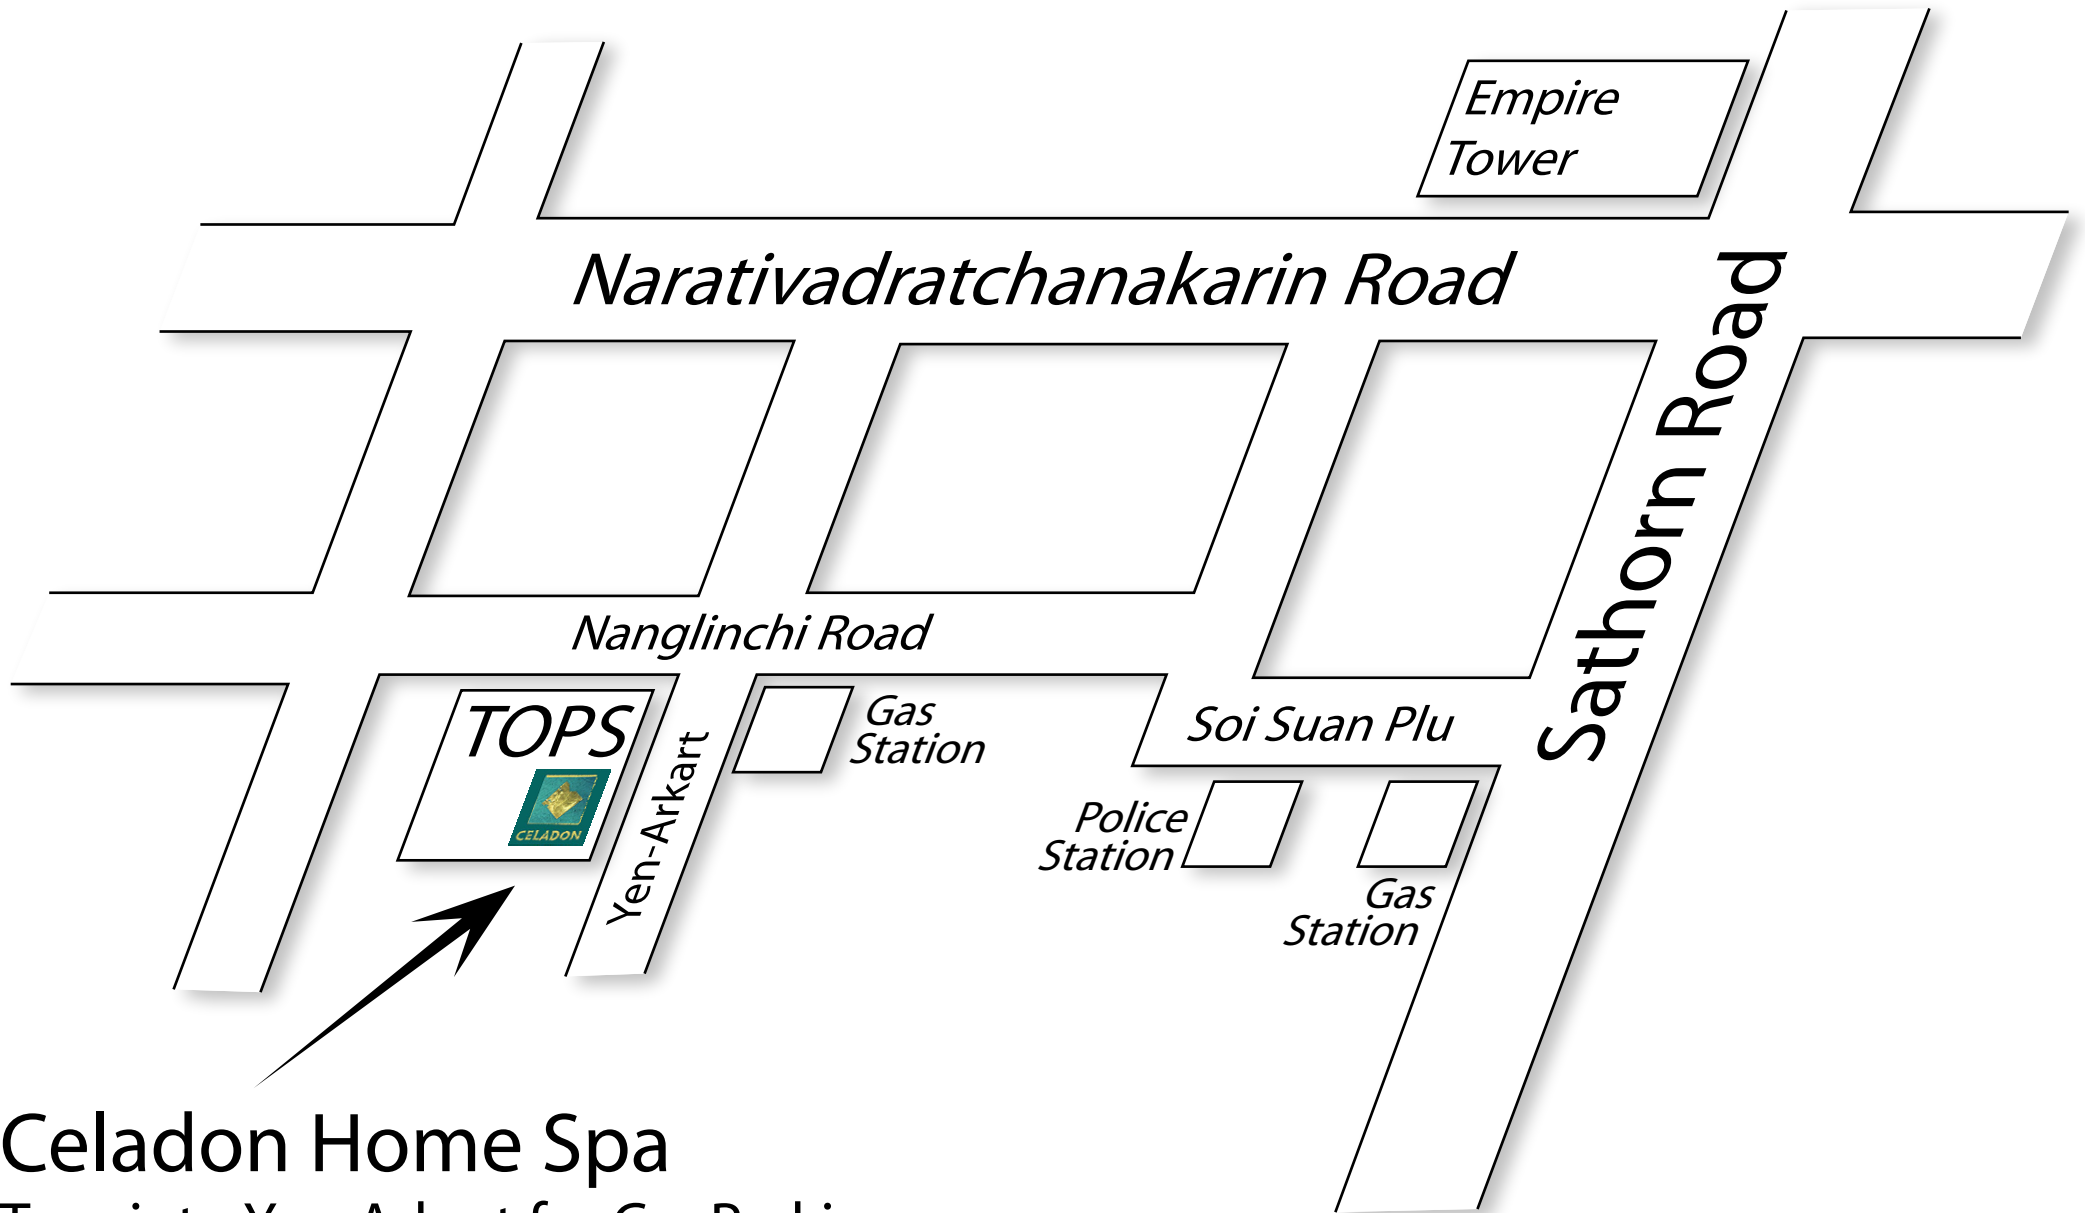 Empire
Tower
Narativadratchanakarin Road
Sathorn Road
Nanglinchi Road
TOPS
CELADON
Yen-Arkart
Gas
Station
Soi Suan Plu
Police
Station
Gas
Station
Celadon Home Spa